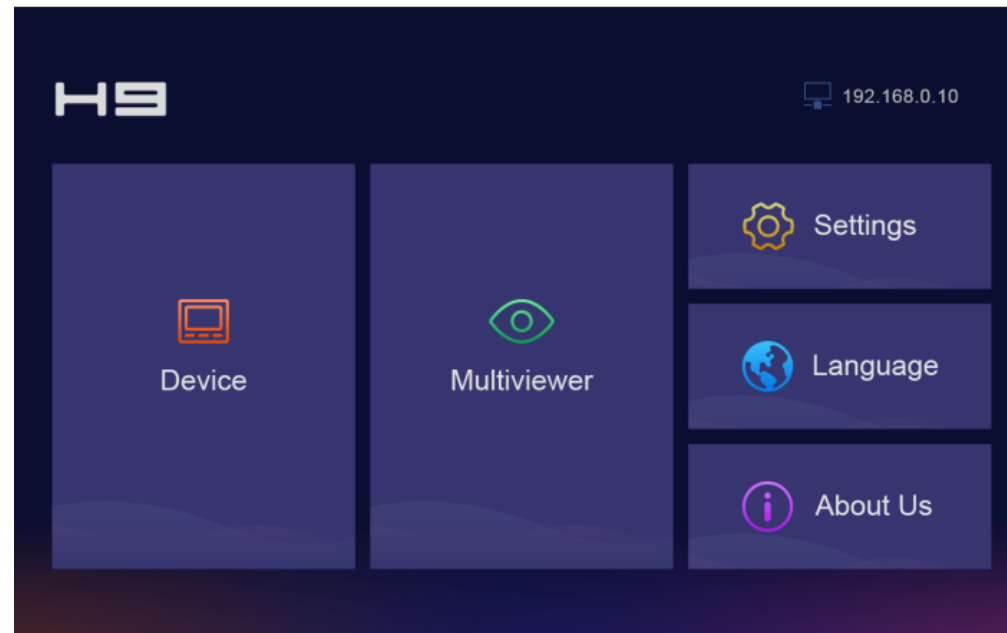 H9
192.168.0.10
Device
Multiviewer
Settings
Language
About Us